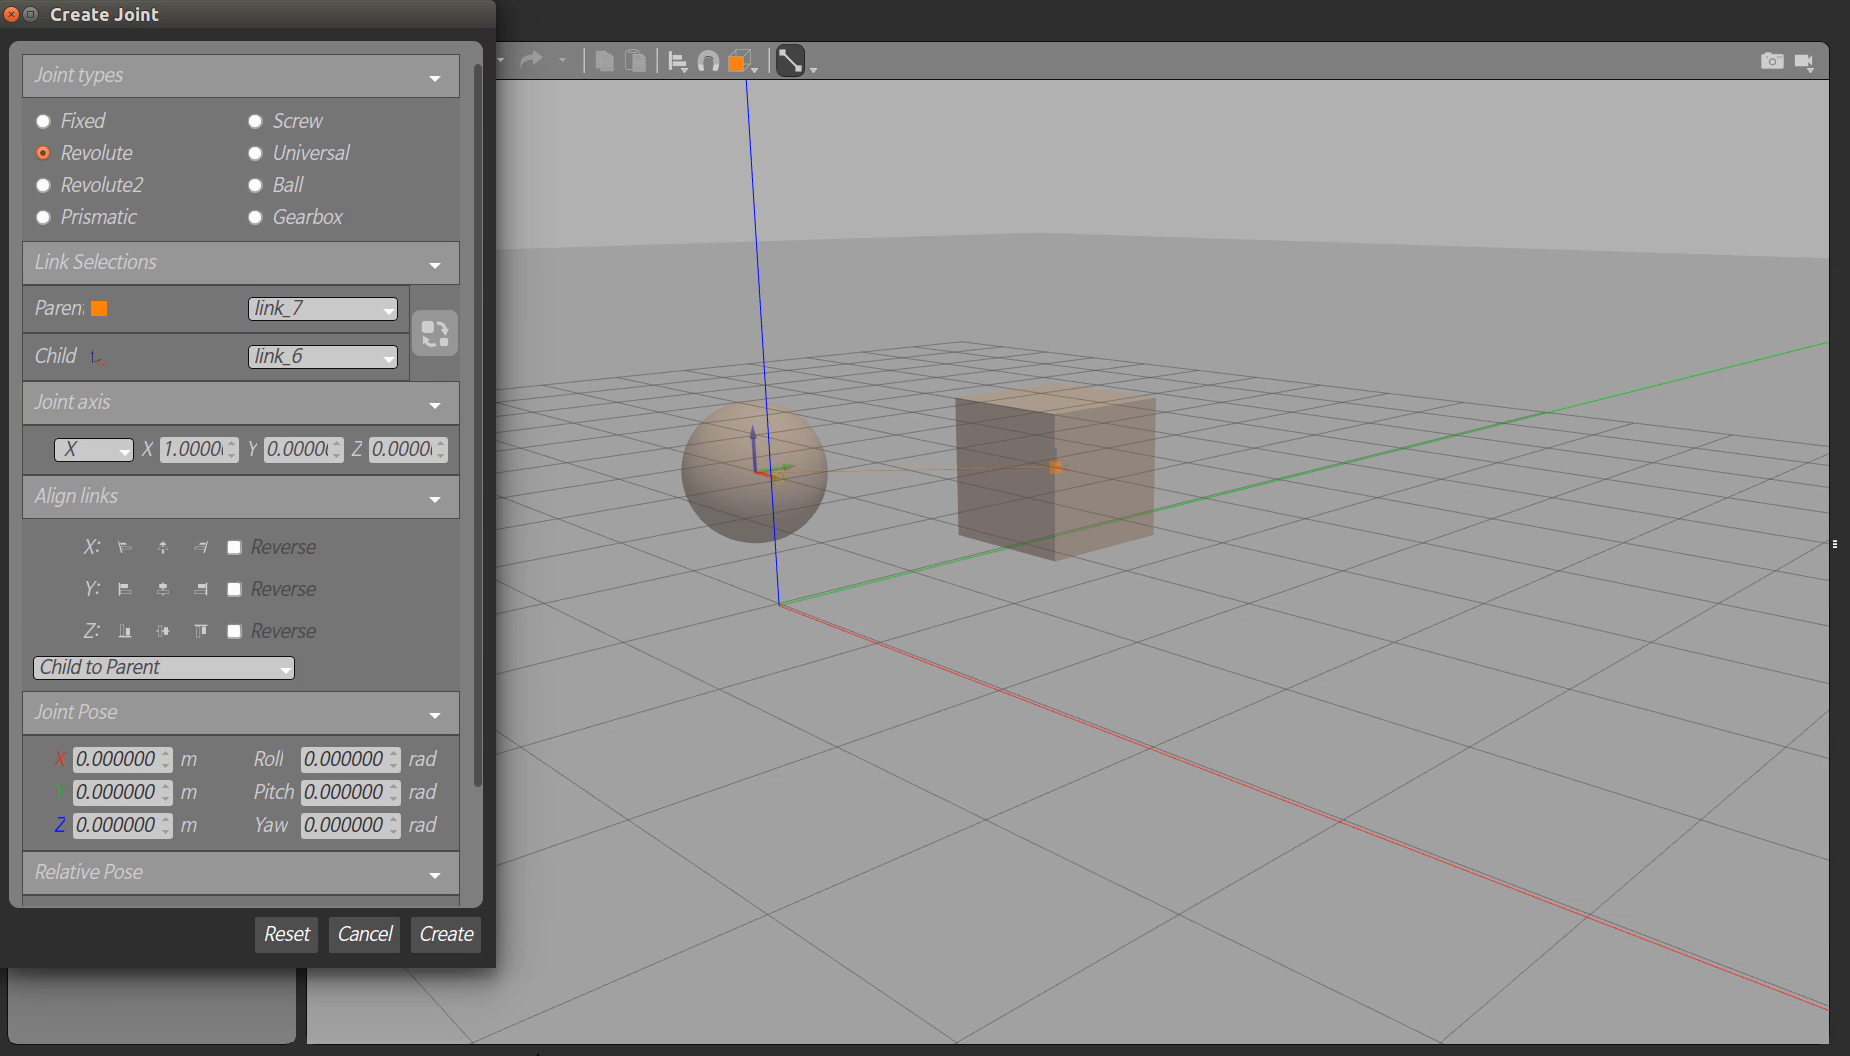 Create Joint
Joint types
Fixed Screw
Revolute Universal
Revolute2 Ball
Prismatic Gearbox
Link Selections
Paren link_7
Child link_6
Joint axis
X X 1.0000 Y 0.0000 Z 0.0000
Align links
X: Reverse
Y: Reverse
Z: Reverse
Child to Parent
Joint Pose
X 0.000000 m Roll 0.000000 rad
Y 0.000000 m Pitch 0.000000 rad
Z 0.000000 m Yaw 0.000000 rad
Relative Pose
Reset Cancel Create